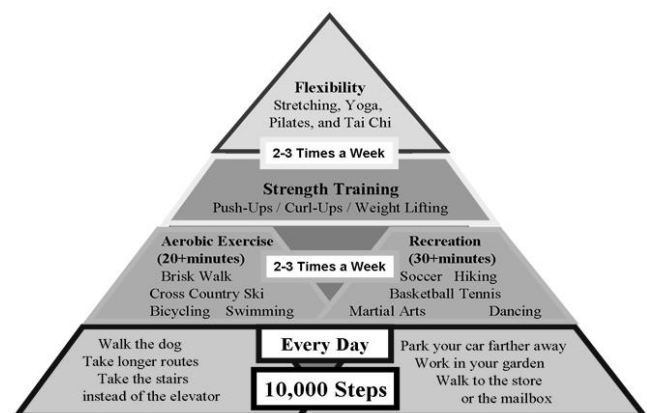 Flexibility
Stretching, Yoga,
Pilates, and Tai Chi
2-3 Times a Week
Strength Training
Push-Ups / Curl-Ups / Weight Lifting
Aerobic Exercise
(20+minutes)
Brisk Walk
Cross Country Ski
Bicycling Swimming
2-3 Times a Week
Recreation
(30+minutes)
Soccer Hiking
Basketball Tennis
Martial Arts Dancing
Every Day
10,000 Steps
Walk the dog
Take longer routes
Take the stairs
instead of the elevator
Park your car farther away
Work in your garden
Walk to the store
or the mailbox